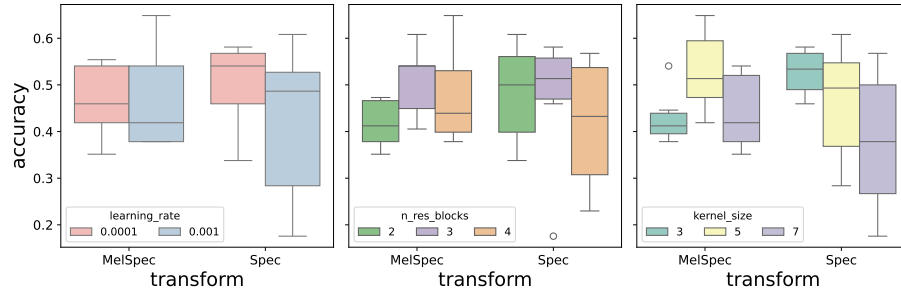 accuracy
0.6
0.5
0.4
0.3
0.2
learning_rate
0.0001 0.001
MelSpec Spec
transform
n_res_blocks
2 3 4
MelSpec Spec
transform
kernel_size
3 5 7
MelSpec Spec
transform